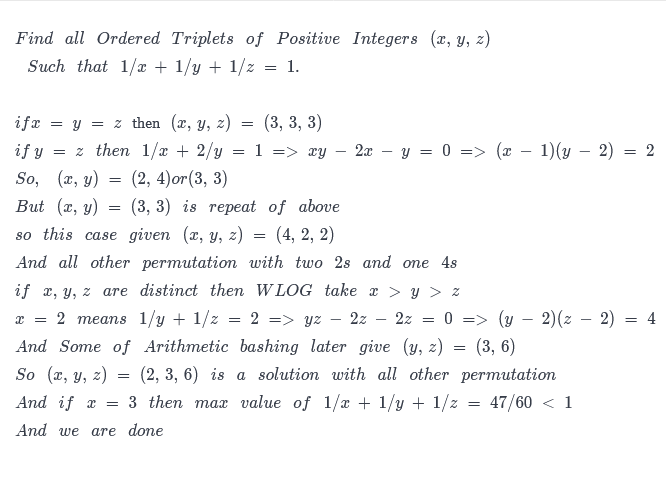 Find all Ordered Triplets of Positive Integers (x, y, z)
Such that 1/x + 1/y + 1/z = 1.
ifx = y = z then (x, y, z) = (3, 3, 3)
if y = z then 1/x + 2/y = 1 => xy − 2x − y = 0 => (x − 1)(y − 2) = 2
So, (x, y) = (2, 4)or(3, 3)
But (x, y) = (3, 3) is repeat of above
so this case given (x, y, z) = (4, 2, 2)
And all other permutation with two 2s and one 4s
if x, y, z are distinct then WLOG take x > y > z
x = 2 means 1/y + 1/z = 2 => yz − 2z − 2z = 0 => (y − 2)(z − 2) = 4
And Some of Arithmetic bashing later give (y, z) = (3, 6)
So (x, y, z) = (2, 3, 6) is a solution with all other permutation
And if x = 3 then max value of 1/x + 1/y + 1/z = 47/60 < 1
And we are done